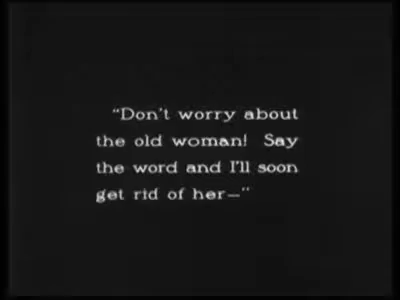 "Don't worry about
the old woman! Say
the word and I'll soon
get rid of her—"